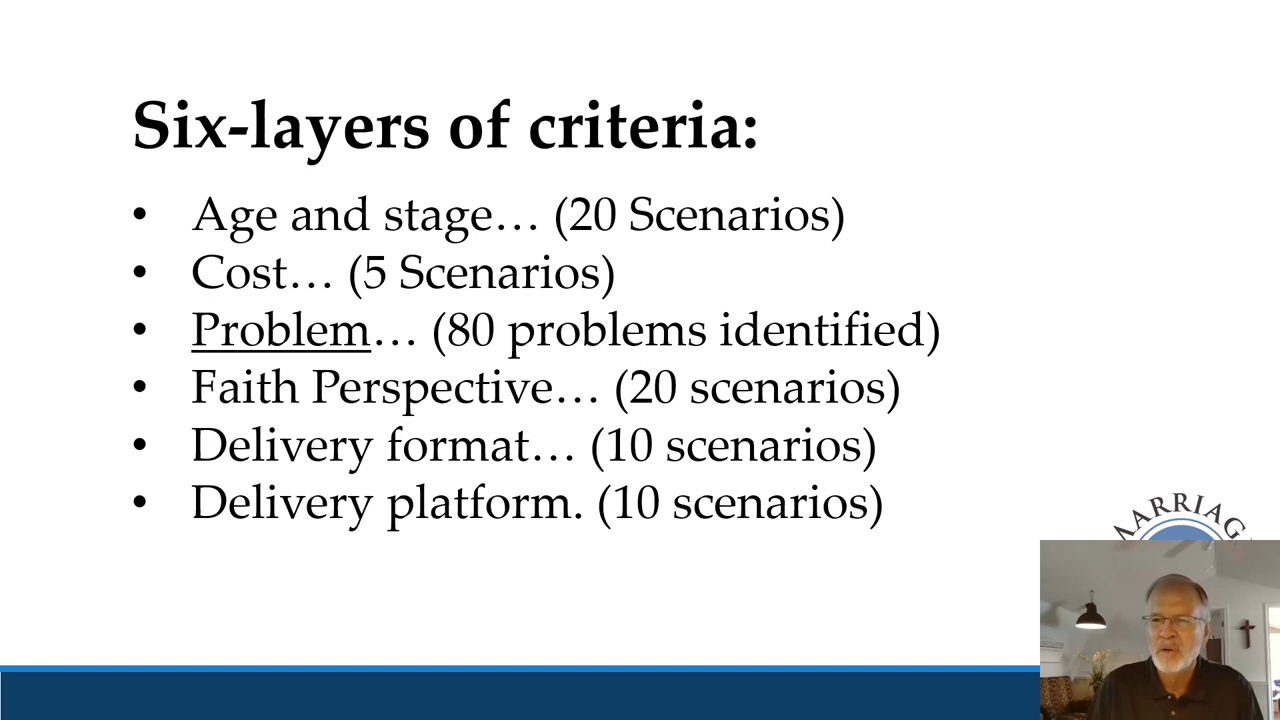 Six-layers of criteria:
• Age and stage… (20 Scenarios)
• Cost… (5 Scenarios)
• Problem… (80 problems identified)
• Faith Perspective… (20 scenarios)
• Delivery format… (10 scenarios)
• Delivery platform. (10 scenarios)
MARRIAG